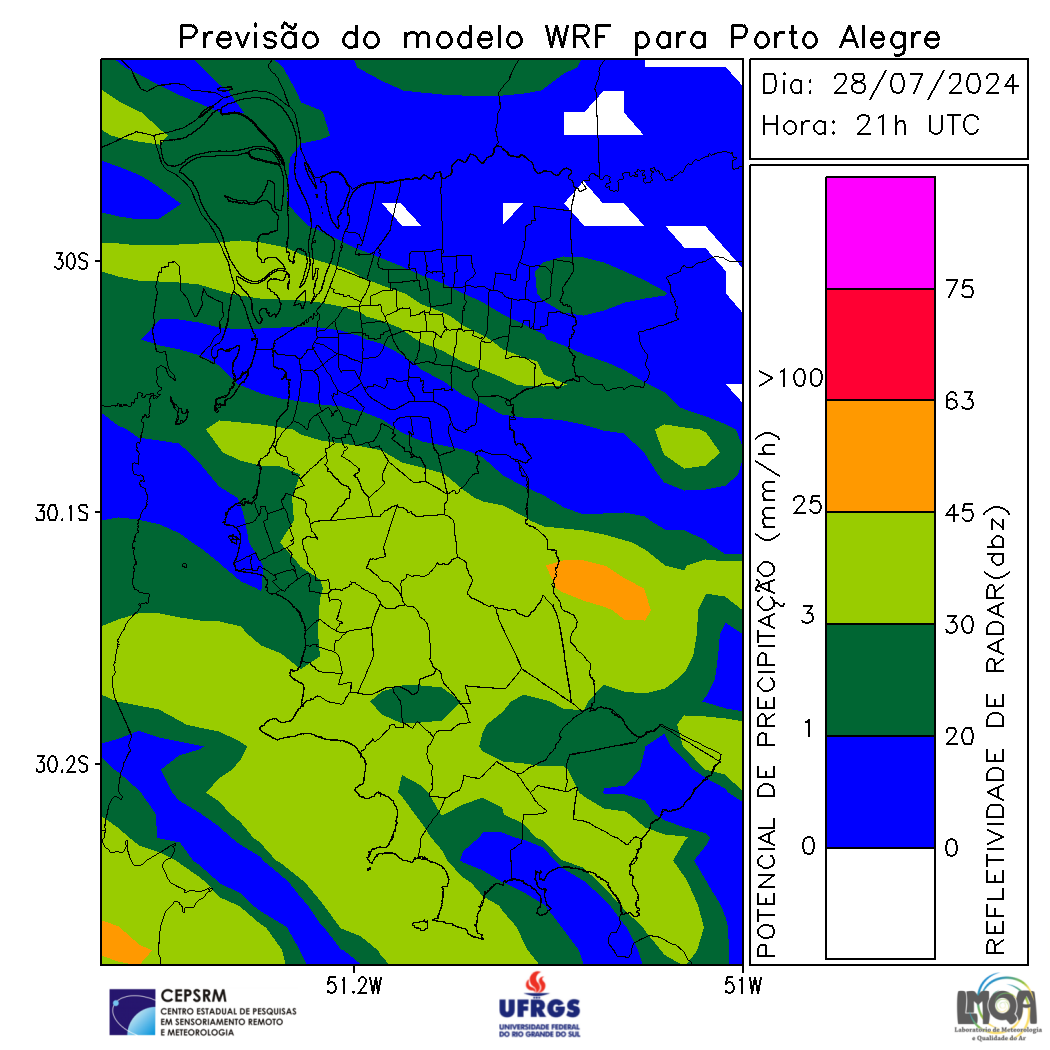 Previsão do modelo WRF para Porto Alegre
Dia: 28/07/2024
Hora: 21h UTC
30S
30.1S
30.2S
51.2W
51W
>100
25
3
1
0
75
63
45
30
20
0
POTENCIAL DE PRECIPITAÇÃO (mm/h)
REFLETIVIDADE DE RADAR(dbz)
CEPSRM
CENTRO ESTADUAL DE PESQUISAS
EM SENSORIAMENTO REMOTO
E METEOROLOGIA
UFRGS
UNIVERSIDADE FEDERAL
DO RIO GRANDE DO SUL
LMQA
Laboratório de Meteorologia
e Qualidade do Ar